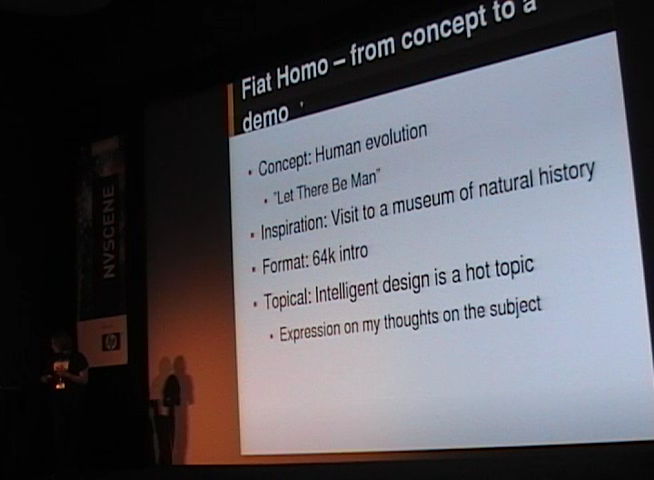 Fiat Homo – from concept to a
demo
• Concept: Human evolution
• "Let There Be Man"
• Inspiration: Visit to a museum of natural history
• Format: 64k intro
• Topical: Intelligent design is a hot topic
• Expression on my thoughts on the subject
NVSCENE
hp